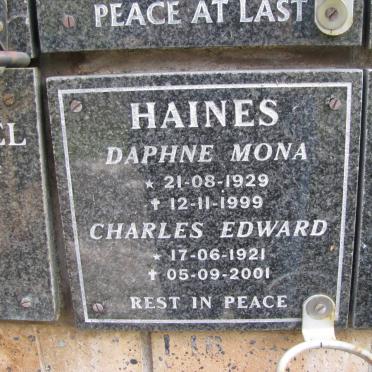 PEACE AT LAST
HAINES
DAPHNE MONA
★ 21-08-1929
✝ 12-11-1999
CHARLES EDWARD
★ 17-06-1921
✝ 05-09-2001
REST IN PEACE